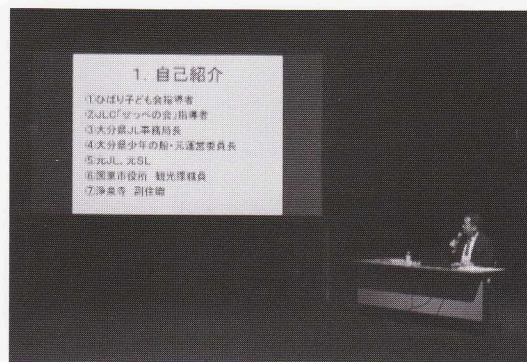 1. 自己紹介
①ひばり子ども会指導者
②JLC「せっぺの会」指導者
③大分県JL事務局長
④大分県少年の船・元運営委員長
⑤元JL、元SL
⑥国東市役所 観光課職員
⑦浄泉寺 副住職